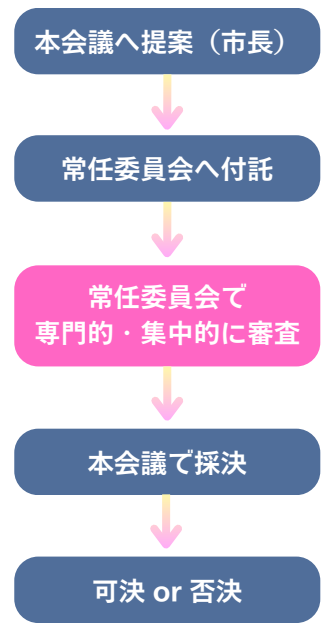 本会議へ提案（市長）
常任委員会へ付託
常任委員会で
専門的・集中的に審査
本会議で採決
可決 or 否決